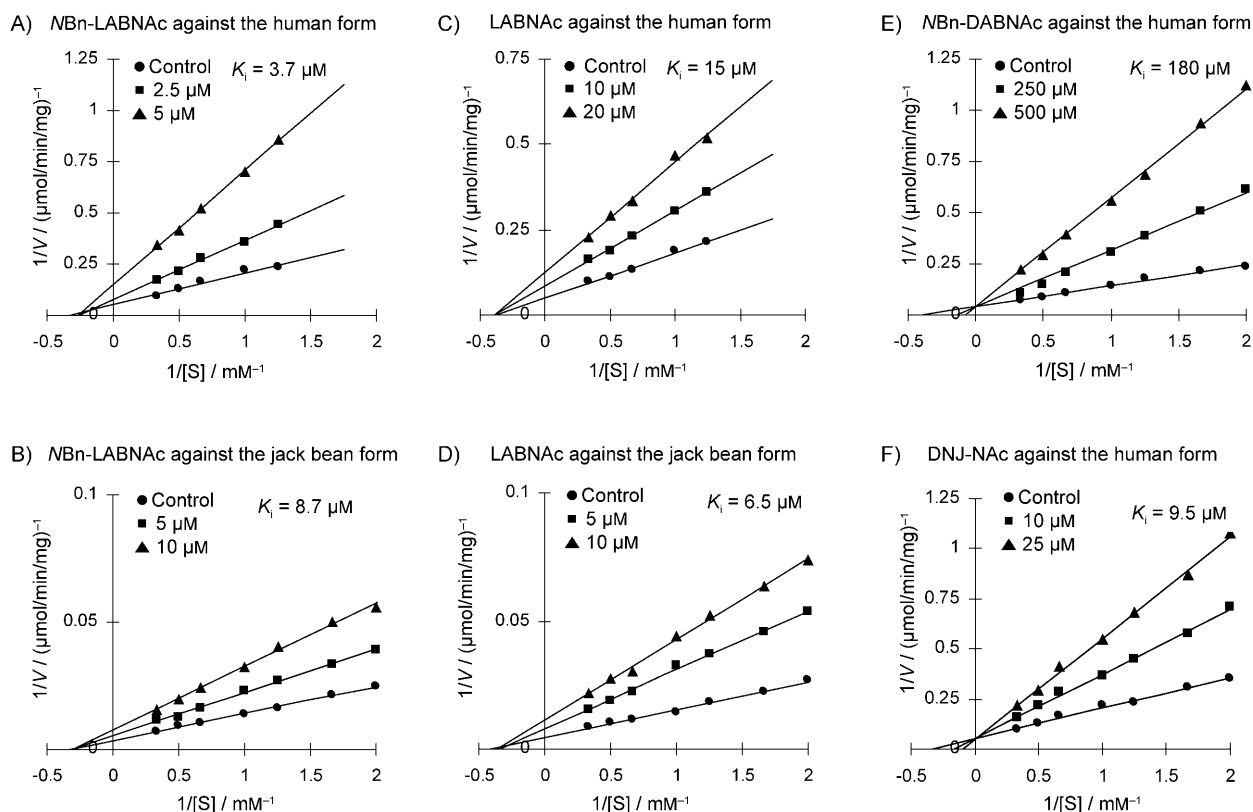 A) NBn-LABNAc against the human form
1/V / (µmol/min/mg)⁻¹
1.25
1
0.75
0.5
0.25
0
Control
2.5 µM
5 µM
Ki = 3.7 µM
-0.5 0 0.5 1 1.5 2
1/[S] / mM⁻¹
C) LABNAc against the human form
1/V / (µmol/min/mg)⁻¹
0.75
0.5
0.25
0
Control
10 µM
20 µM
Ki = 15 µM
-0.5 0 0.5 1 1.5 2
1/[S] / mM⁻¹
E) NBn-DABNAc against the human form
1/V / (µmol/min/mg)⁻¹
1.25
1
0.75
0.5
0.25
0
Control
250 µM
500 µM
Ki = 180 µM
-0.5 0 0.5 1 1.5 2
1/[S] / mM⁻¹
B) NBn-LABNAc against the jack bean form
1/V / (µmol/min/mg)⁻¹
0.1
0.05
0
Control
5 µM
10 µM
Ki = 8.7 µM
-0.5 0 0.5 1 1.5 2
1/[S] / mM⁻¹
D) LABNAc against the jack bean form
1/V / (µmol/min/mg)⁻¹
0.1
0.05
0
Control
5 µM
10 µM
Ki = 6.5 µM
-0.5 0 0.5 1 1.5 2
1/[S] / mM⁻¹
F) DNJ-NAc against the human form
1/V / (µmol/min/mg)⁻¹
1.25
1
0.75
0.5
0.25
0
Control
10 µM
25 µM
Ki = 9.5 µM
-0.5 0 0.5 1 1.5 2
1/[S] / mM⁻¹